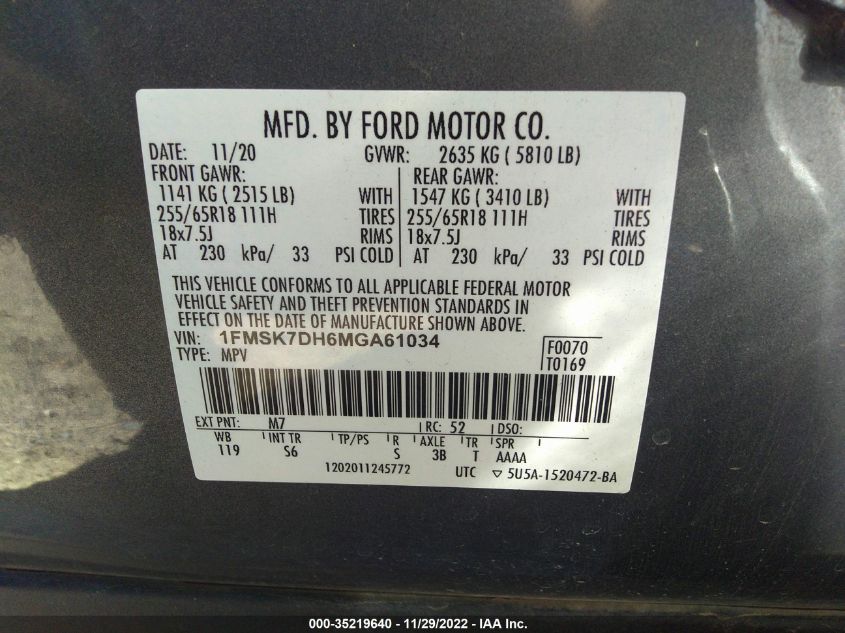 MFD. BY FORD MOTOR CO.
DATE: 11/20 GVWR: 2635 KG ( 5810 LB)
FRONT GAWR: REAR GAWR:
1141 KG ( 2515 LB) WITH 1547 KG ( 3410 LB) WITH
255/65R18 111H TIRES 255/65R18 111H TIRES
18x7.5J RIMS 18x7.5J RIMS
AT 230 kPa/ 33 PSI COLD AT 230 kPa/ 33 PSI COLD
THIS VEHICLE CONFORMS TO ALL APPLICABLE FEDERAL MOTOR
VEHICLE SAFETY AND THEFT PREVENTION STANDARDS IN
EFFECT ON THE DATE OF MANUFACTURE SHOWN ABOVE.
VIN: 1FMSK7DH6MGA61034
TYPE: MPV
F0070
T0169
EXT PNT: M7 RC: 52 DSO:
WB INT TR TP/PS R AXLE TR SPR
119 S6 S 3B T AAAA
1202011245772 UTC ▽ 5U5A-1520472-BA
000-35219640 - 11/29/2022 - IAA Inc.